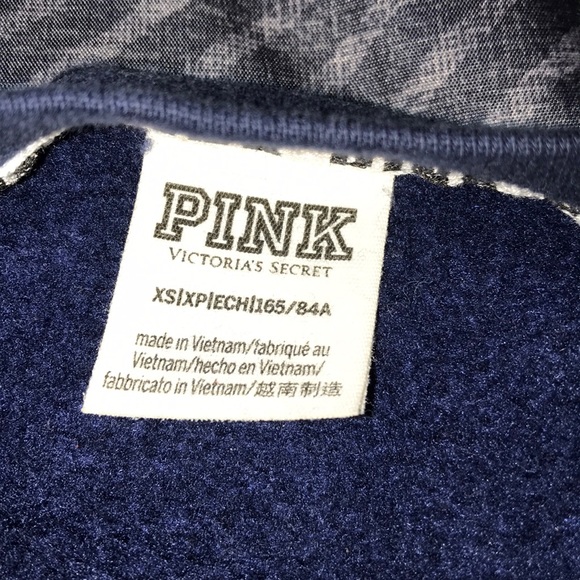 PINK
VICTORIA'S SECRET
XS|XP|ECH|165/84A
made in Vietnam/fabriqué au
Vietnam/hecho en Vietnam/
fabbricato in Vietnam/越南制造